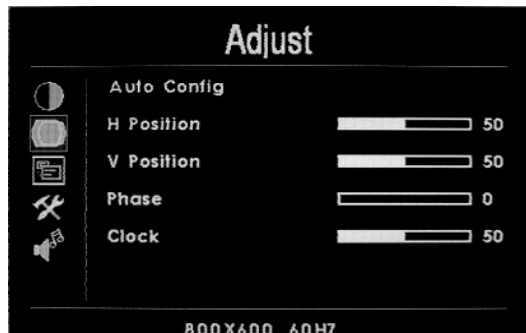 Adjust
Auto Config
H Position 50
V Position 50
Phase 0
Clock 50
800X600 60HZ